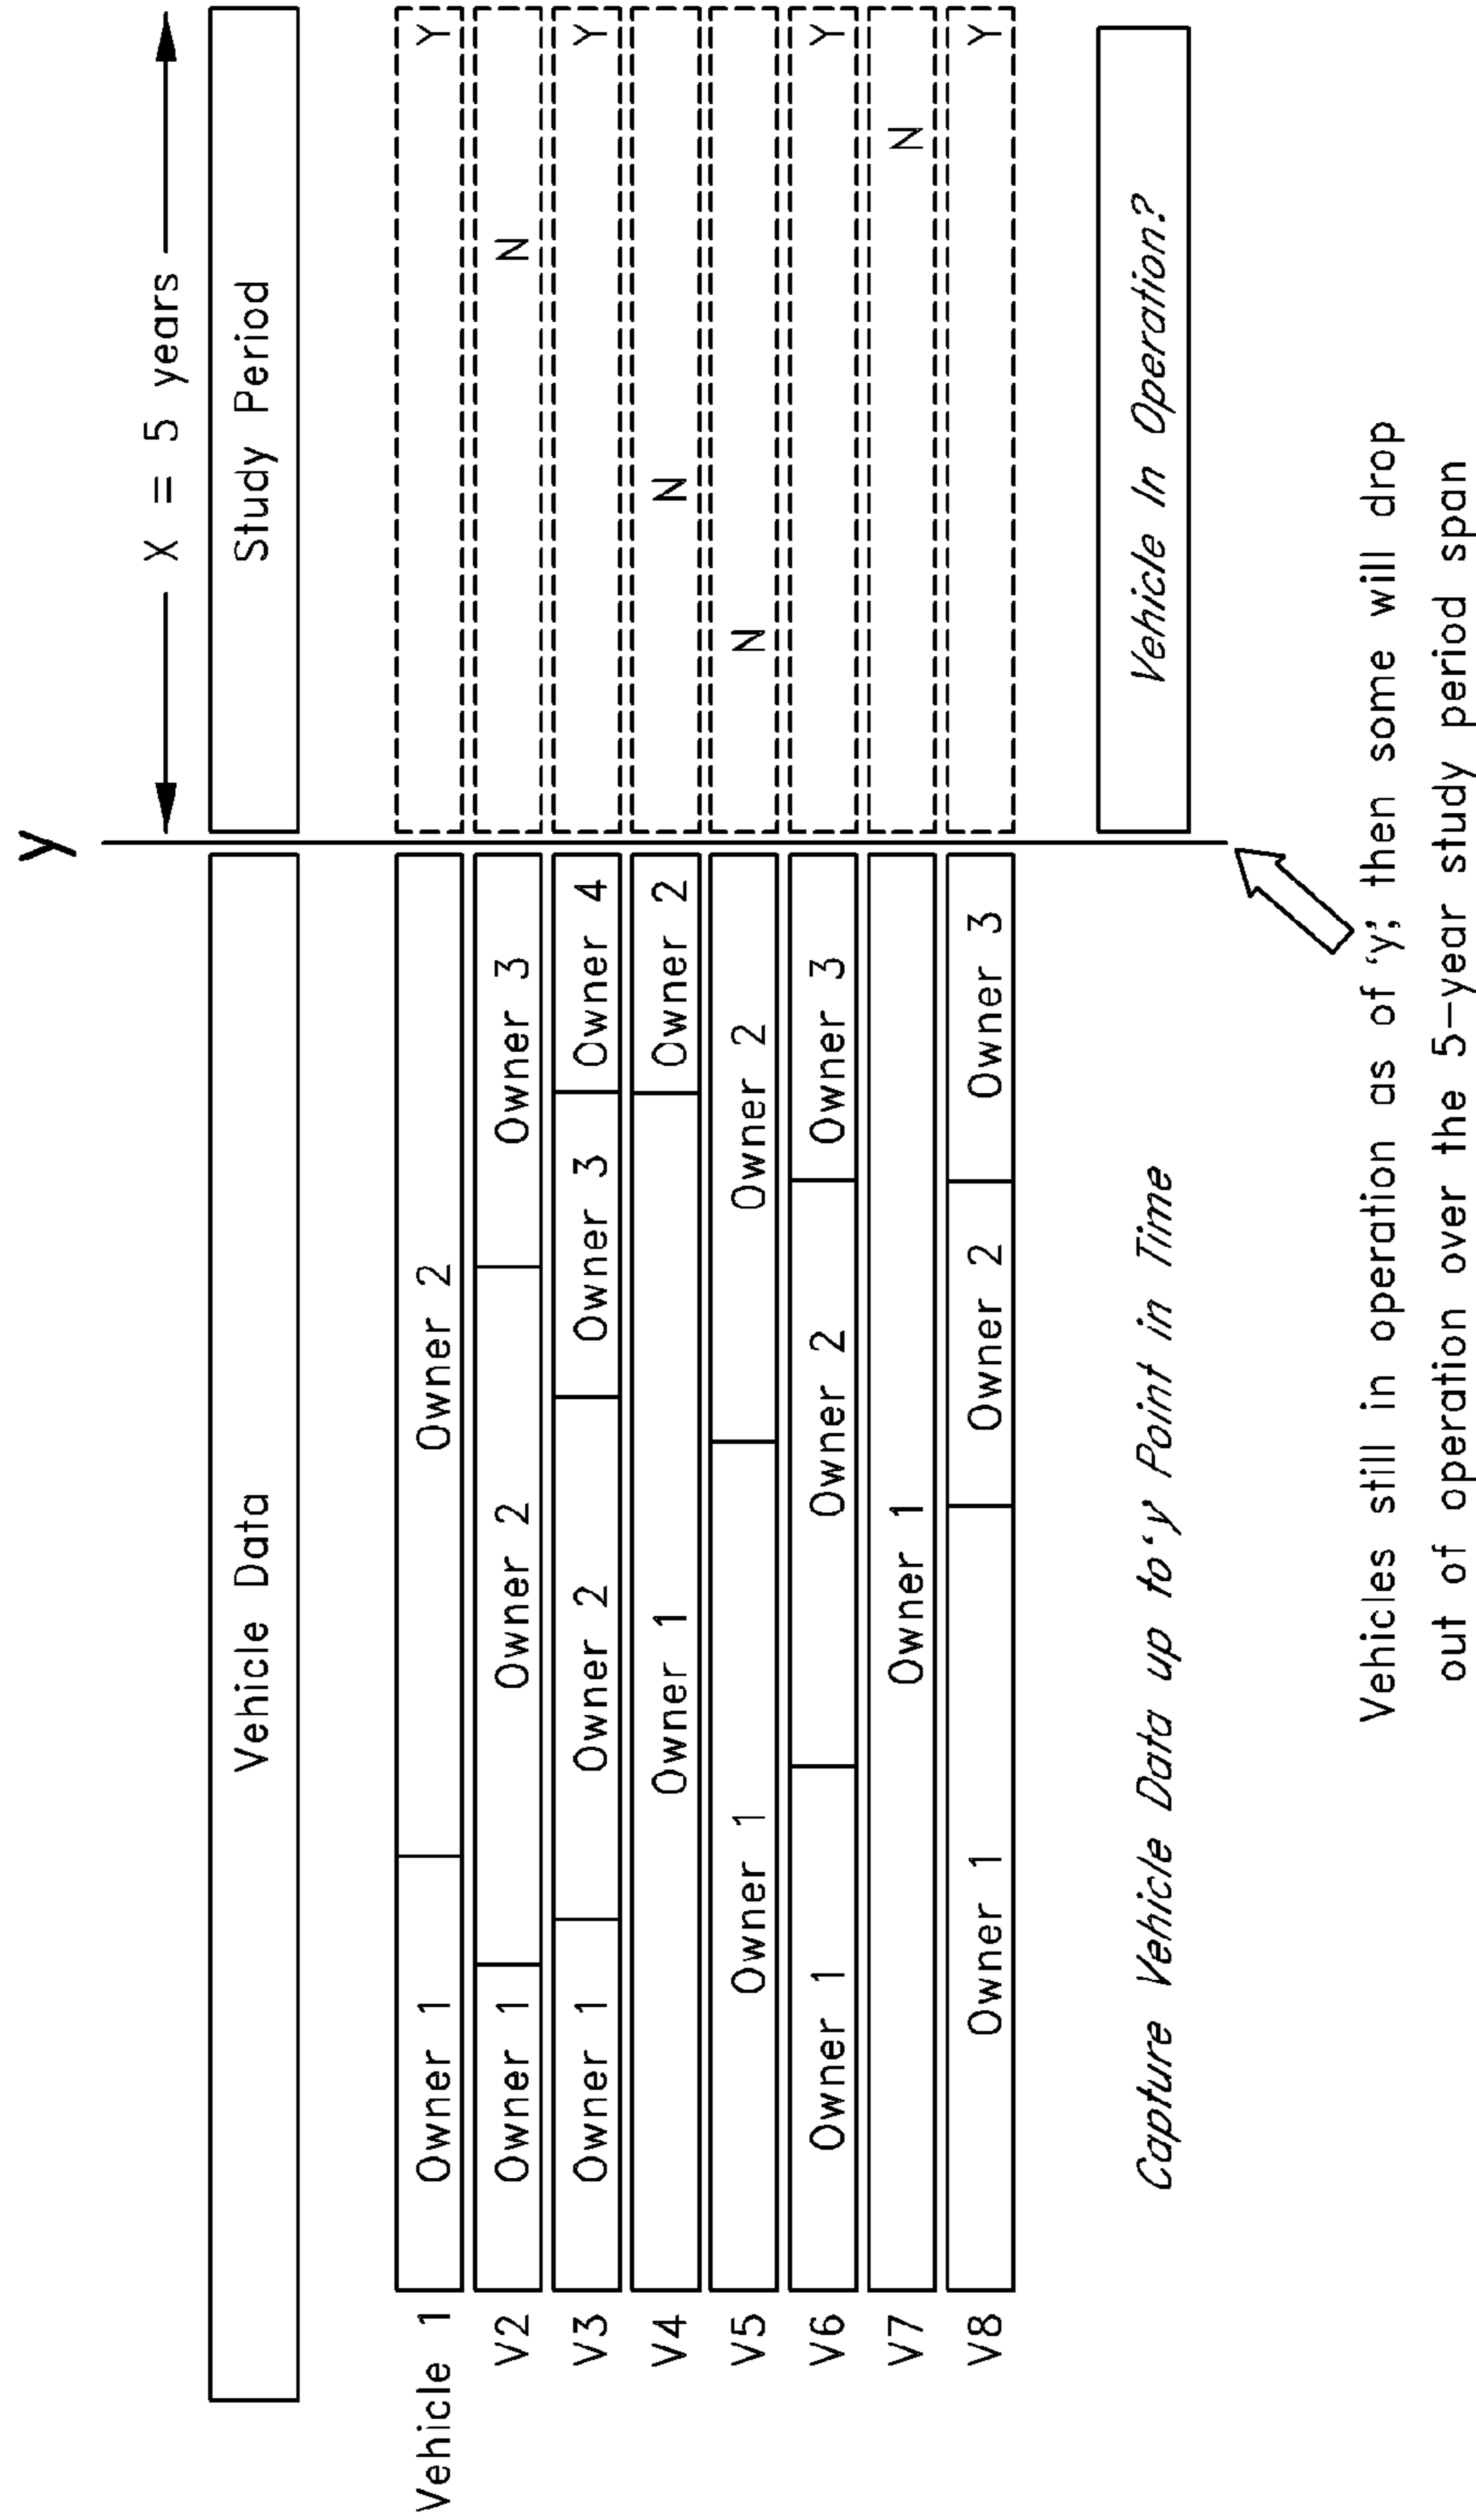 y
X = 5 years
Vehicle Data Study Period
Vehicle 1 Owner 1 Owner 2 Y
V2 Owner 1 Owner 2 Owner 3 N
V3 Owner 1 Owner 2 Owner 3 Owner 4 Y
V4 Owner 1 Owner 2 N
V5 Owner 1 Owner 2 N
V6 Owner 1 Owner 2 Owner 3 Y
V7 Owner 1 N
V8 Owner 1 Owner 2 Owner 3 Y
Capture Vehicle Data up to ‘y’ Point in Time Vehicle In Operation?
Vehicles still in operation as of ‘y’, then some will drop
out of operation over the 5–year study period span